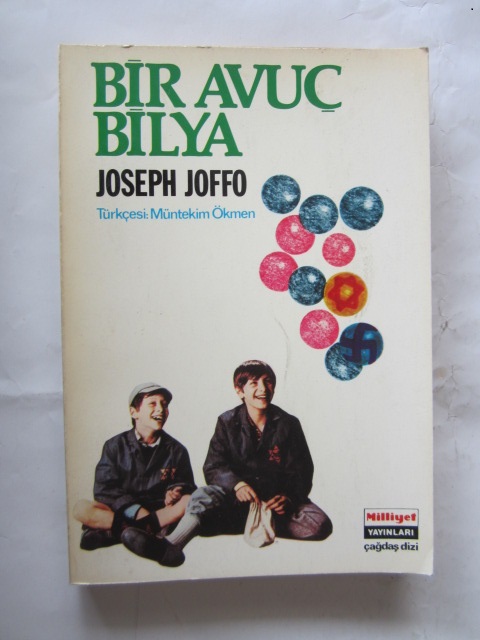 BİR AVUÇ
BİLYA
JOSEPH JOFFO
Türkçesi: Müntekim Ökmen
Milliyet
YAYINLARI
çağdaş dizi